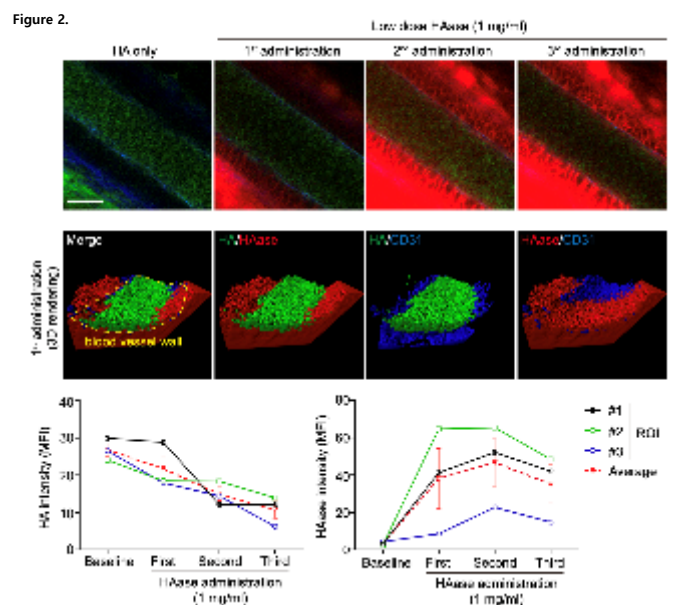 Figure 2.
Low dose HAase (1 mg/ml)
HA only
1st administration
2nd administration
3rd administration
1st administration
(3D rendering)
Merge
HA/HAase
HA/CD31
HAase/CD31
blood vessel wall
HA intensity (MFI)
40
30
20
10
0
Baseline
First
Second
Third
HAase administration
(1 mg/ml)
HAase intensity (MFI)
80
60
40
20
0
Baseline
First
Second
Third
HAase administration
(1 mg/ml)
#1
#2
#3
ROI
Average